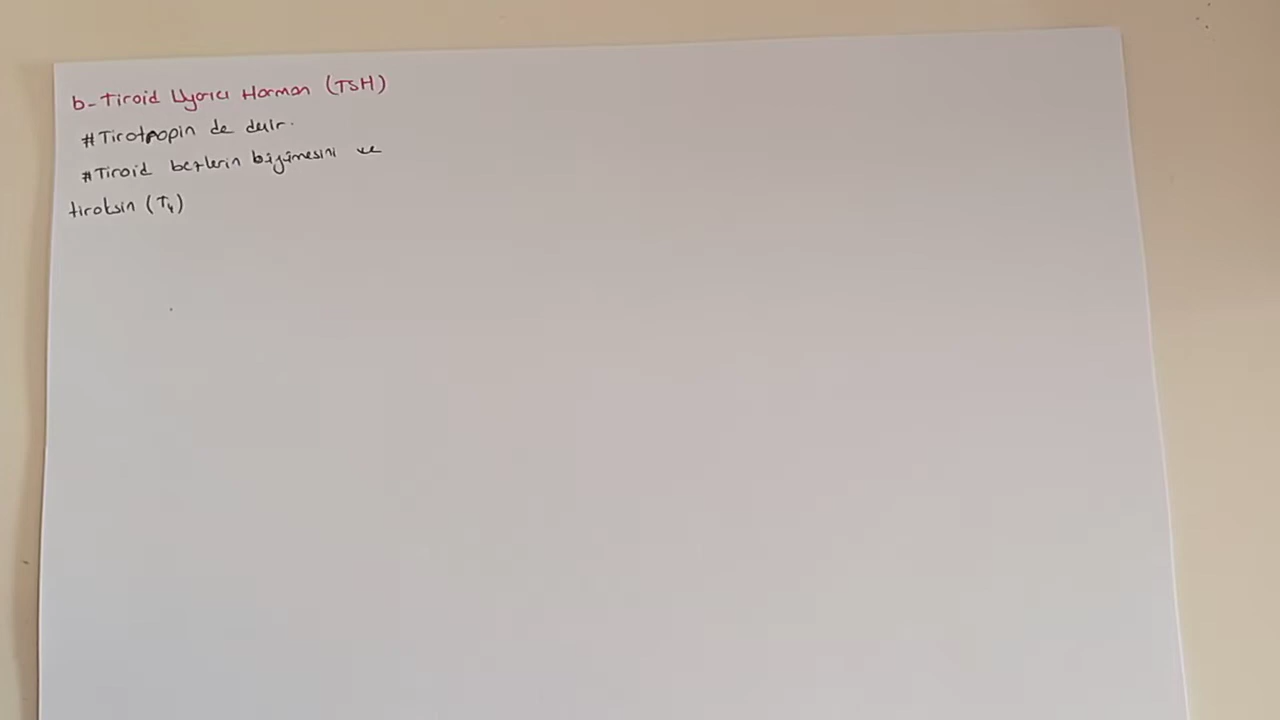 b- Tiroid Uyarıcı Hormon (TSH)
# Tirotropin de denir.
# Tiroid bezlerin büyümesini ve
tiroksin (T4)